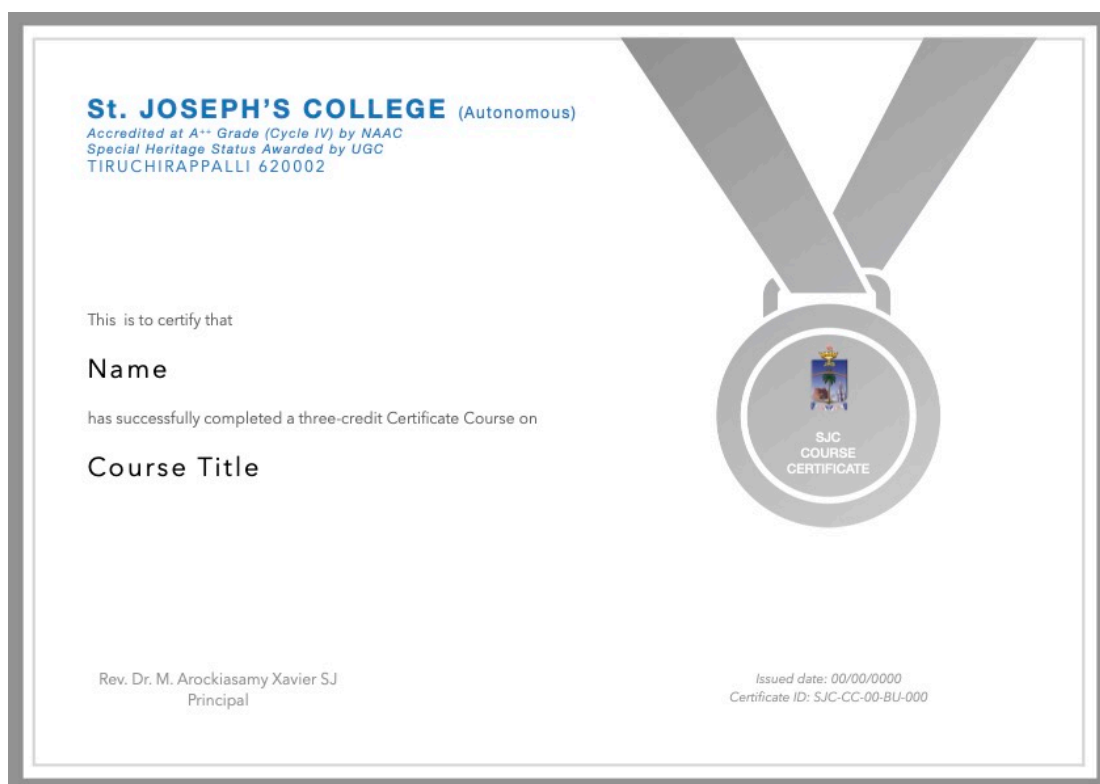 St. JOSEPH'S COLLEGE (Autonomous)
Accredited at A++ Grade (Cycle IV) by NAAC
Special Heritage Status Awarded by UGC
TIRUCHIRAPPALLI 620002
This is to certify that
Name
has successfully completed a three-credit Certificate Course on
Course Title
SJC
COURSE
CERTIFICATE
Rev. Dr. M. Arockiasamy Xavier SJ
Principal
Issued date: 00/00/0000
Certificate ID: SJC-CC-00-BU-000